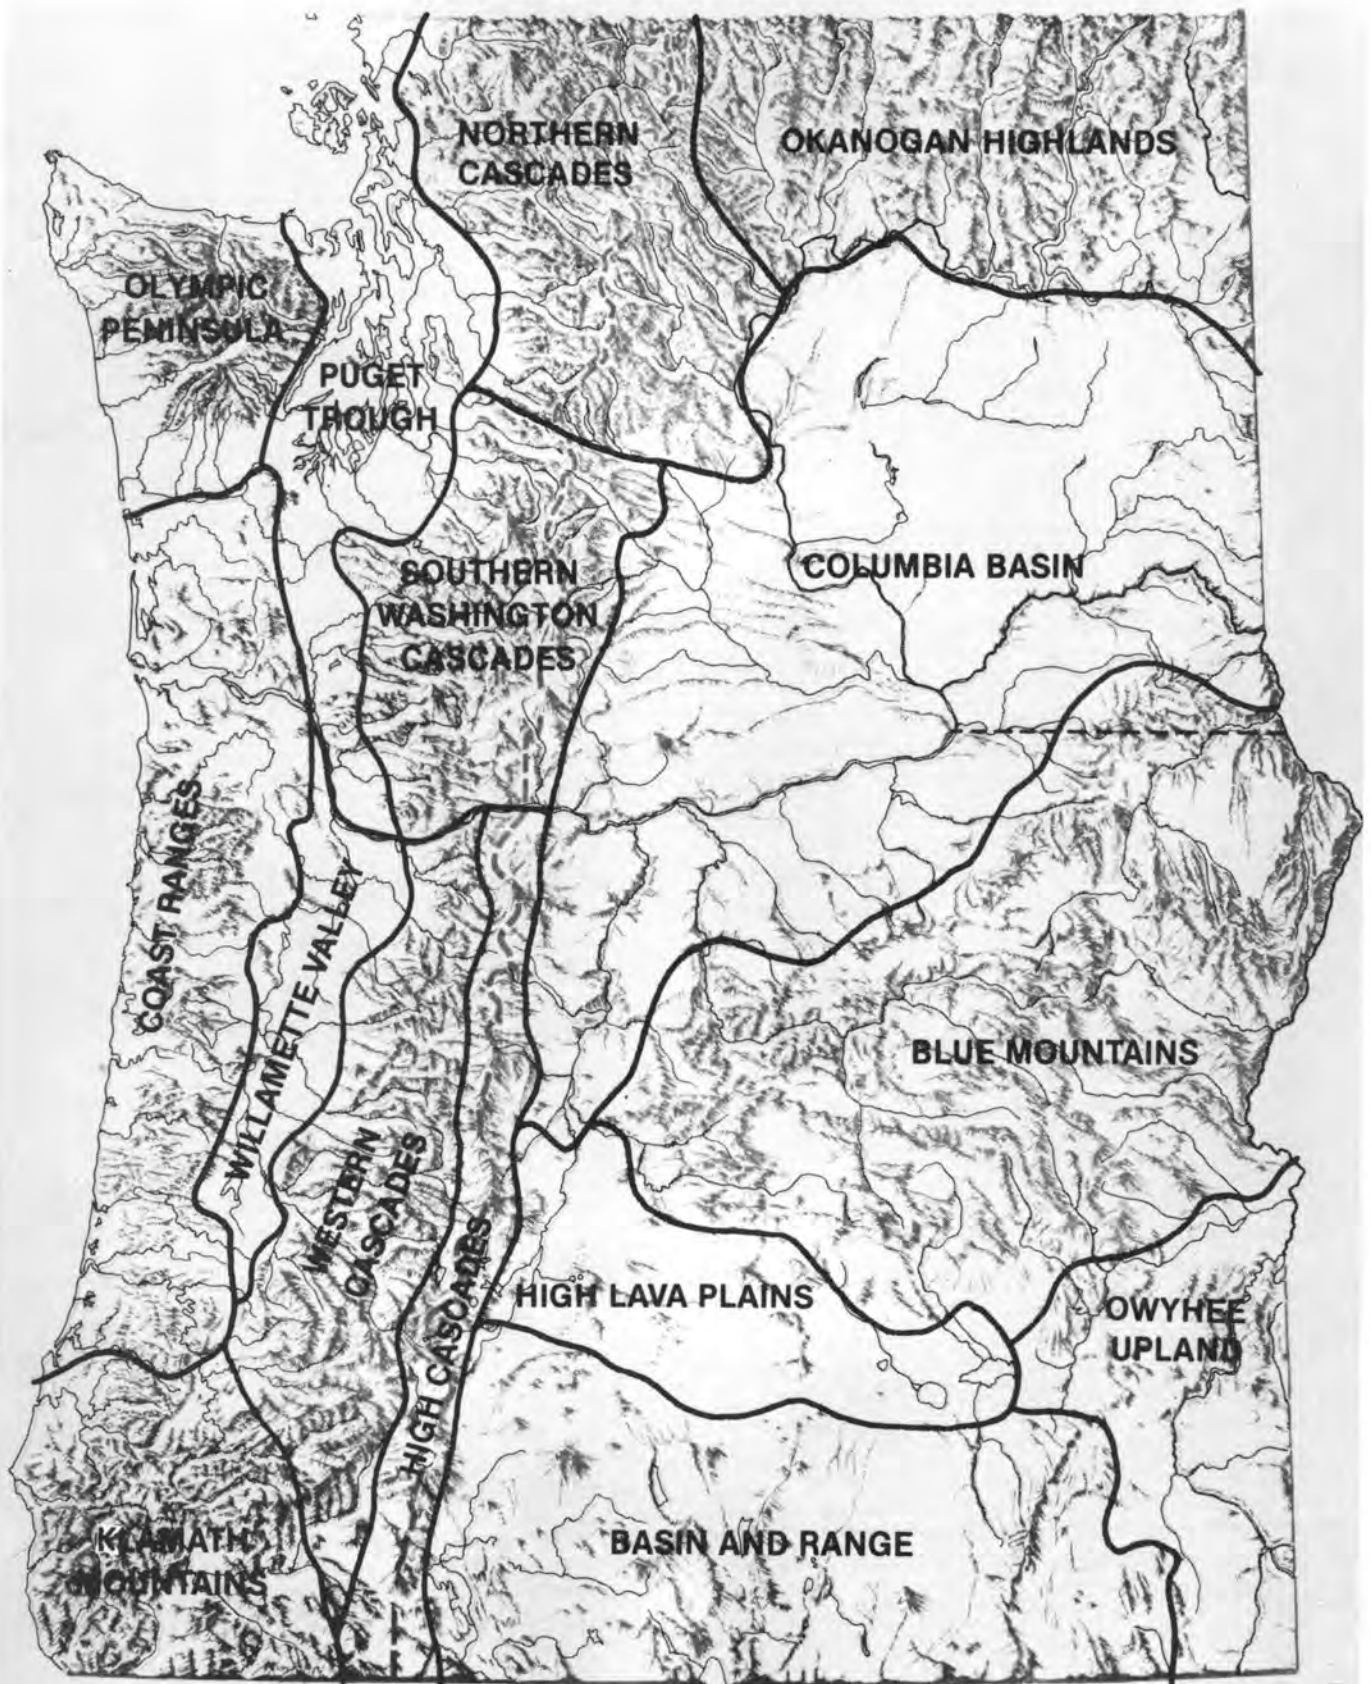 NORTHERN
CASCADES
OKANOGAN HIGHLANDS
OLYMPIC
PENINSULA
PUGET
TROUGH
SOUTHERN
WASHINGTON
CASCADES
COLUMBIA BASIN
COAST RANGES
WILLAMETTE VALLEY
BLUE MOUNTAINS
WESTERN
CASCADES
HIGH CASCADES
HIGH LAVA PLAINS
OWYHEE
UPLAND
KLAMATH
MOUNTAINS
BASIN AND RANGE